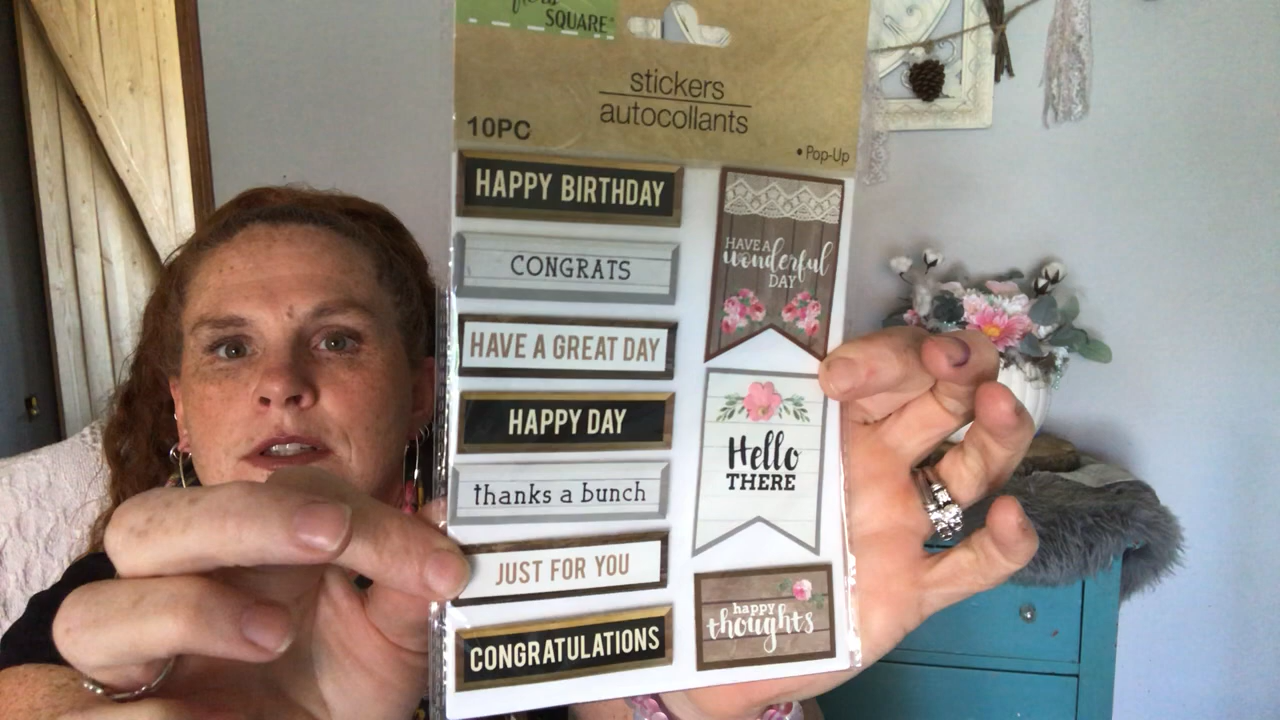 SQUARE
stickers
autocollants
10PC
• Pop-Up
HAPPY BIRTHDAY
CONGRATS
HAVE A GREAT DAY
HAPPY DAY
thanks a bunch
JUST FOR YOU
CONGRATULATIONS
HAVE A
wonderful
DAY
Hello
THERE
happy
thoughts